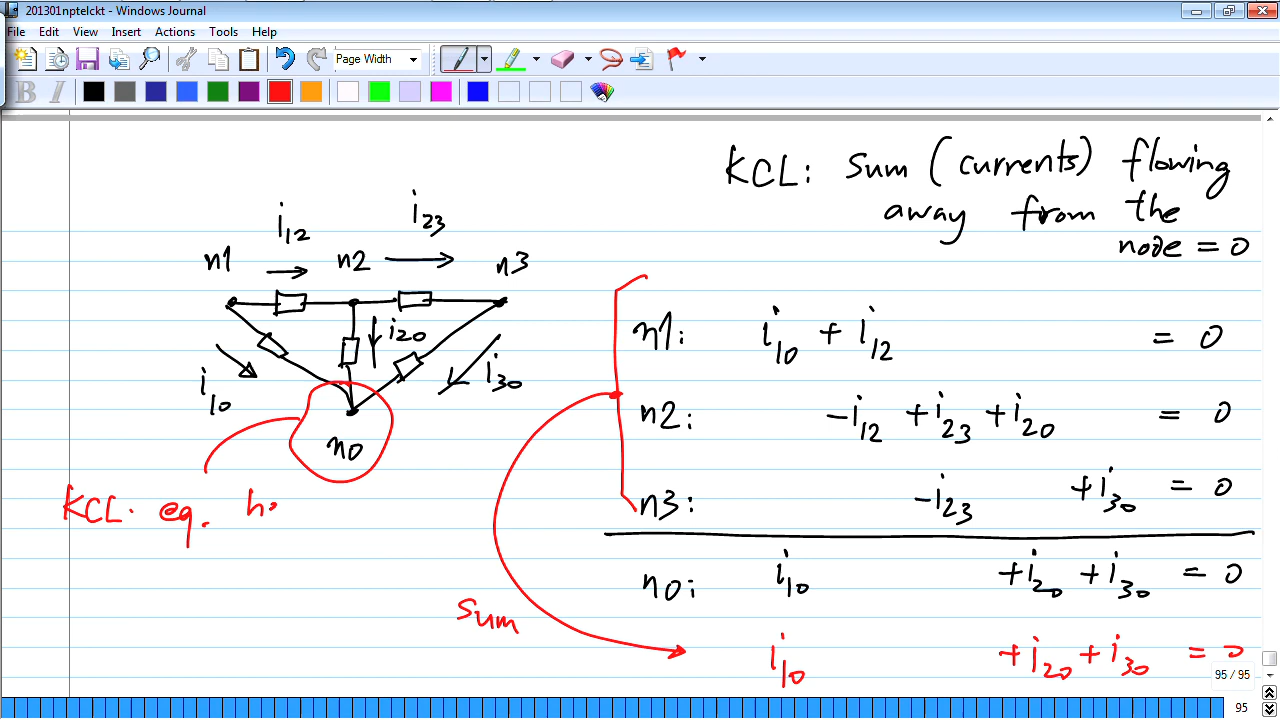 201301nptelckt - Windows Journal
File Edit View Insert Actions Tools Help
Page Width
B I
KCL: Sum (currents) flowing
away from the
node = 0
i12 i23
n1 n2 n3
i20
i10 i30
n0
KCL. eq.
n1: i10 + i12 = 0
n2: -i12 + i23 + i20 = 0
n3: -i23 + i30 = 0
n0: i10 + i20 + i30 = 0
Sum
i10 + i20 + i30 = 0
95 / 95
95